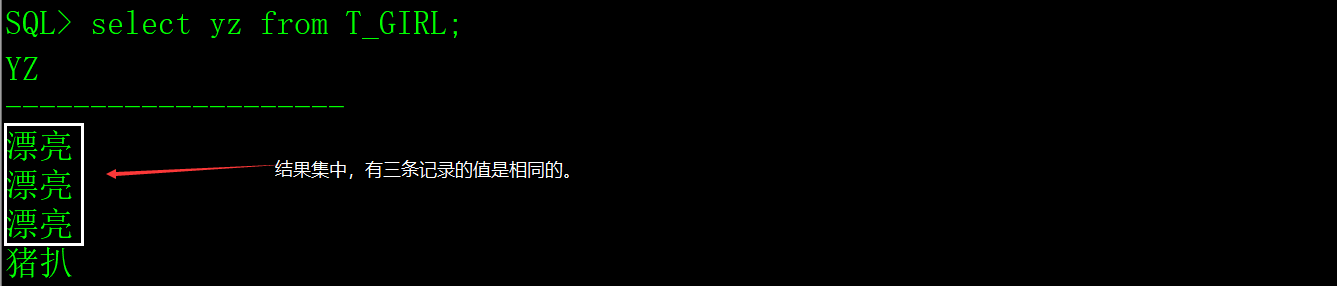 SQL> select yz from T_GIRL;
YZ
--------------------
漂亮
结果集中，有三条记录的值是相同的。
漂亮
漂亮
猪扒